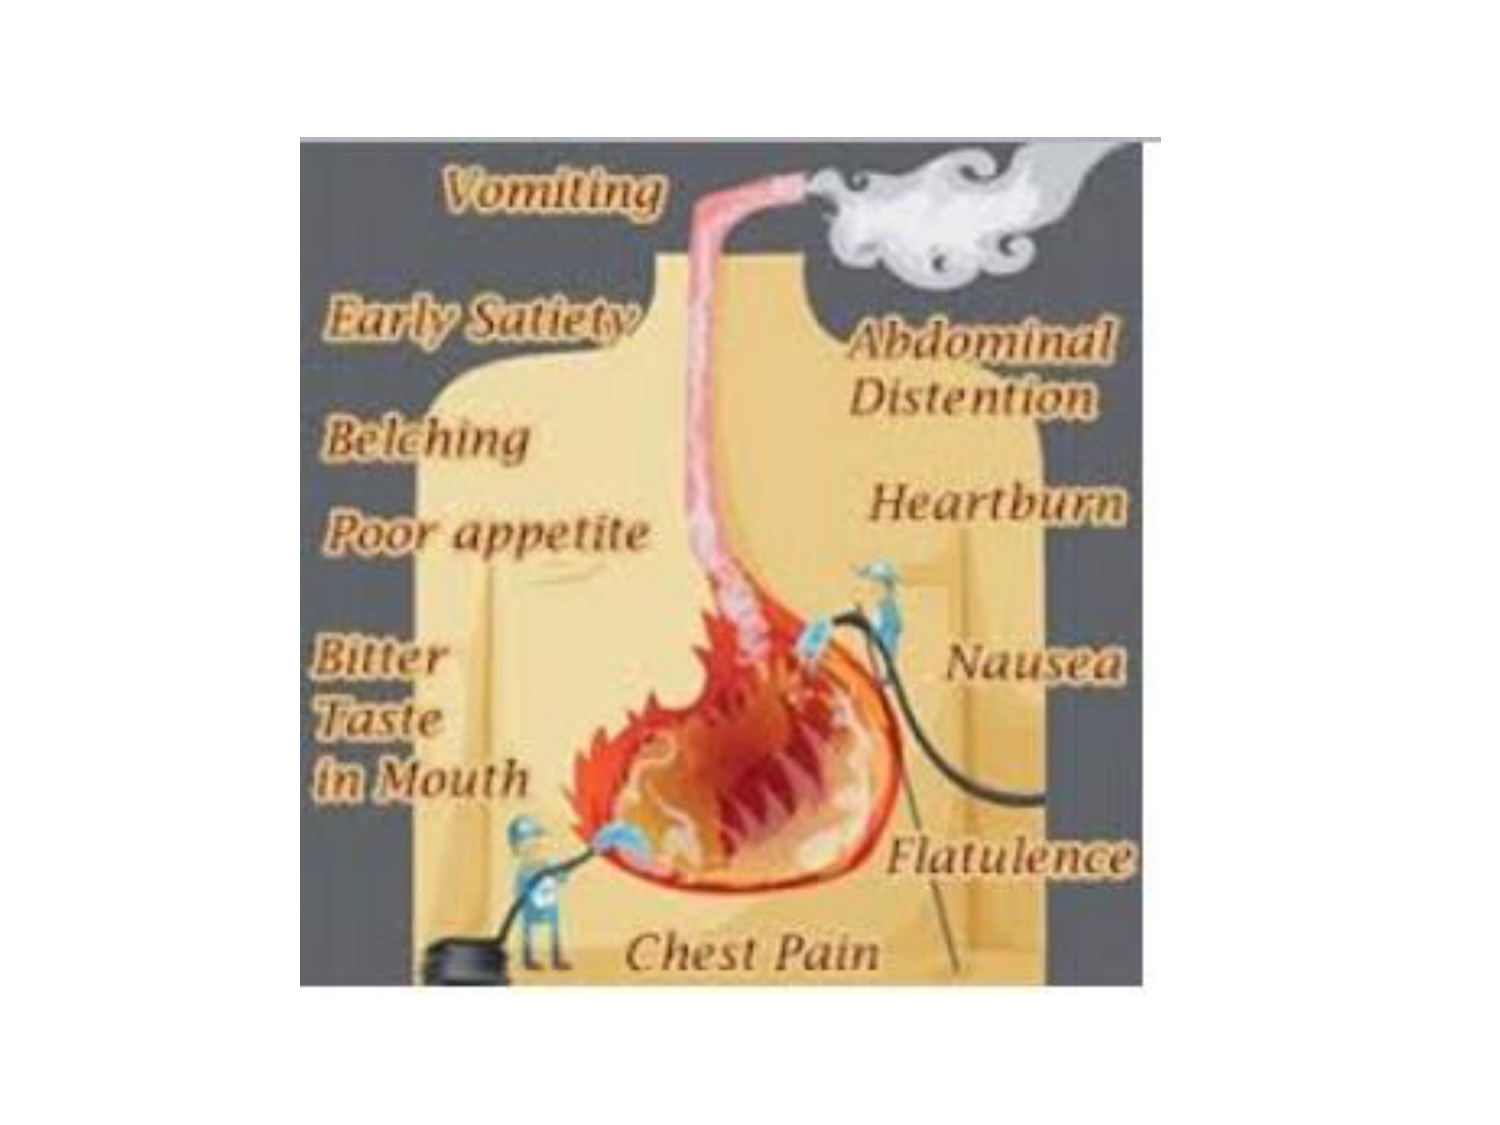 Vomiting
Early Satiety
Abdominal
Distention
Belching
Heartburn
Poor appetite
Bitter
Taste
in Mouth
Nausea
Flatulence
Chest Pain